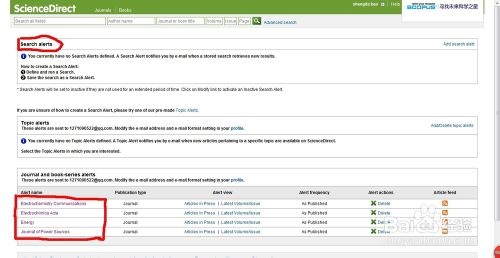 ScienceDirect
Journals | Books
shengda bao
SCOPUS
寻找未来科学之星
Search all fields
Author name
Journal or book title
Volume
Issue
Page
Advanced search
Search alerts
Add search alert
You currently have no Search Alerts defined. A Search Alert notifies you by e-mail when a stored search retrieves new results.
How to create a Search Alert:
Define and run a Search.
Save the search as a Search Alert.
* Search Alerts will be set to inactive if they are not used for an extended period of time. Click on Modify link to activate an Inactive Search Alert.
If you are unsure of how to create a Search Alert, please try one of our pre-made Topic Alerts.
Topic alerts
These alerts are sent to 1271090522@qq.com. Modify the e-mail address and e-mail format setting in your profile.
Add/Delete topic alerts
You currently have no Topic Alerts defined. A Topic Alert notifies you by e-mail when new articles pertaining to a specific topic are available on ScienceDirect.
Select the Topics in which you are interested.
Journal and book-series alerts
These alerts are sent to 1271090522@qq.com. Modify the e-mail address and e-mail format setting in your profile.
Alert name Publication type Alert view Alert frequency Alert actions Article feed
Electrochemistry Communications Journal Articles in Press | Latest Volume/Issue As Published Delete
Electrochimica Acta Journal Articles in Press | Latest Volume/Issue As Published Delete
Energy Journal Articles in Press | Latest Volume/Issue As Published Delete
Journal of Power Sources Journal Articles in Press | Latest Volume/Issue As Published Delete
Baidu 经验